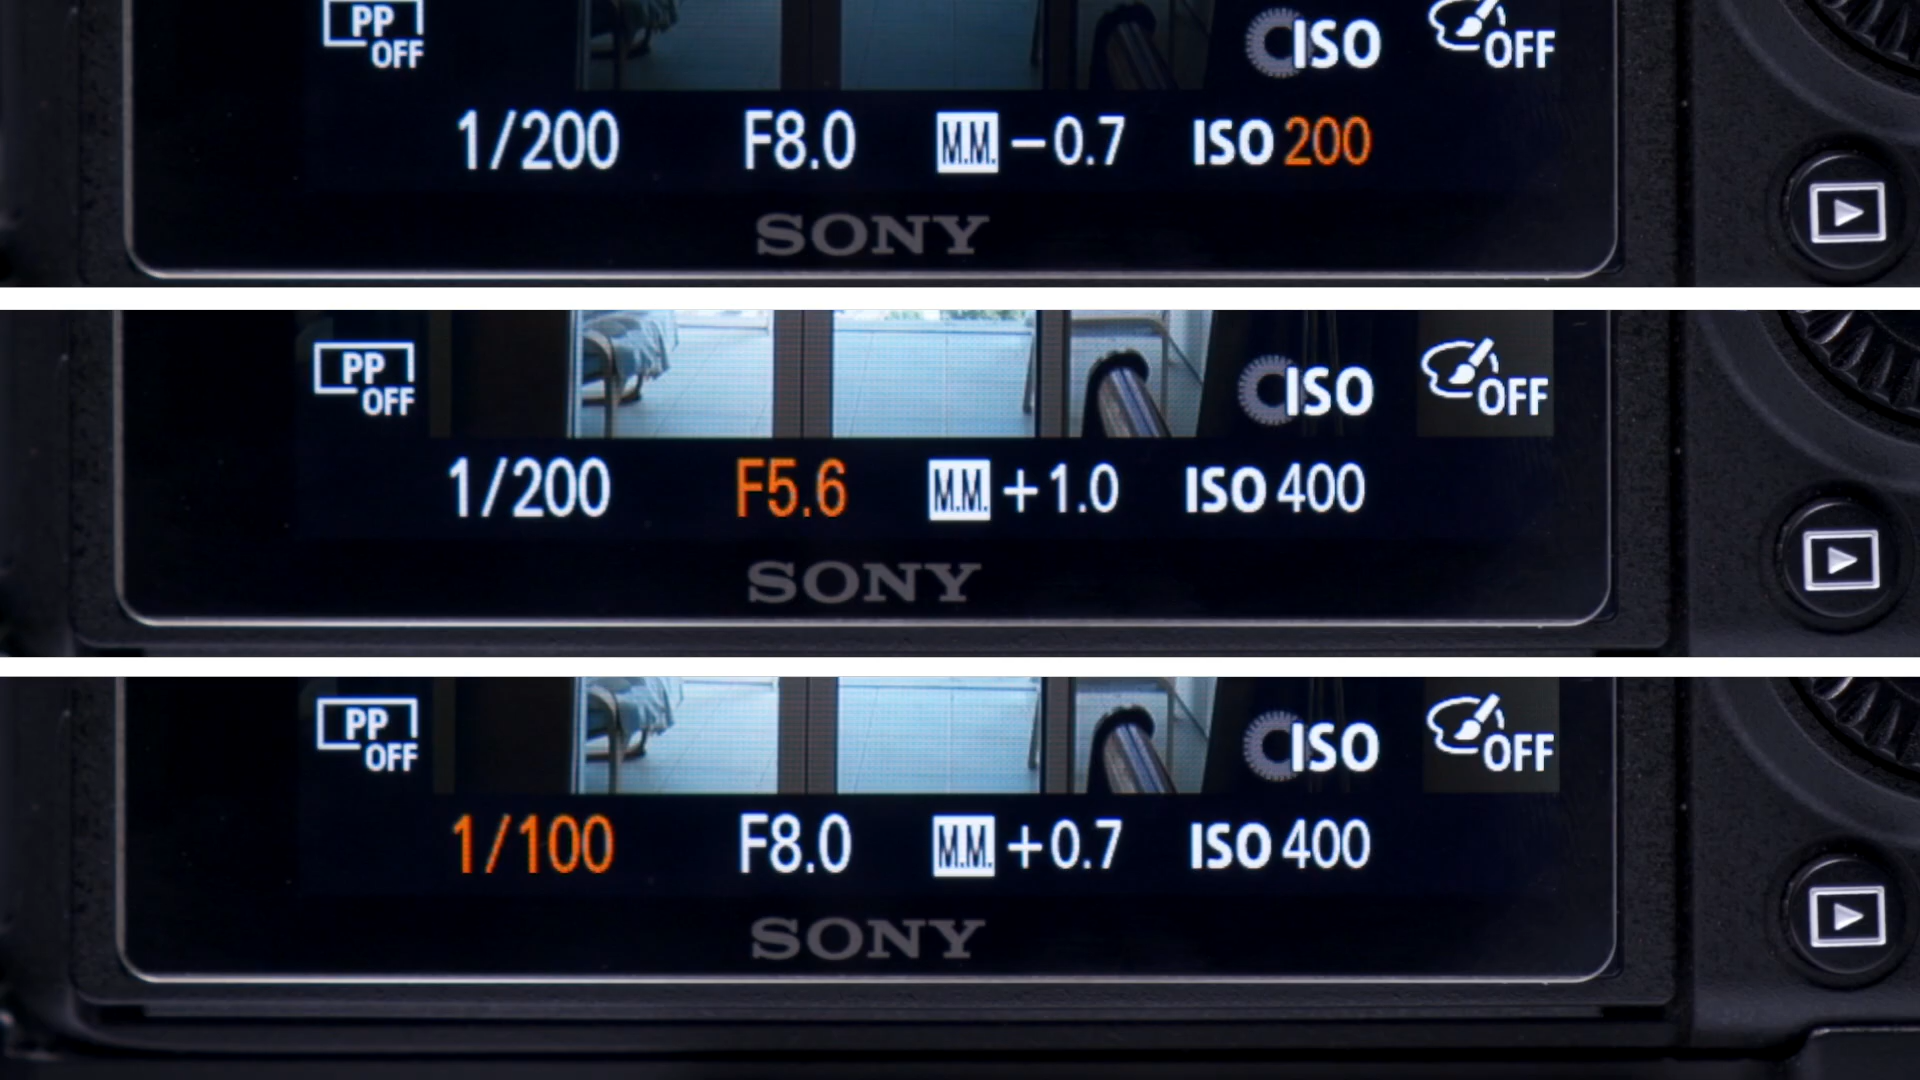 PP OFF
ISO
OFF
1/200 F8.0 M.M. -0.7 ISO 200
SONY
PP OFF
ISO
OFF
1/200 F5.6 M.M. +1.0 ISO 400
SONY
PP OFF
ISO
OFF
1/100 F8.0 M.M. +0.7 ISO 400
SONY